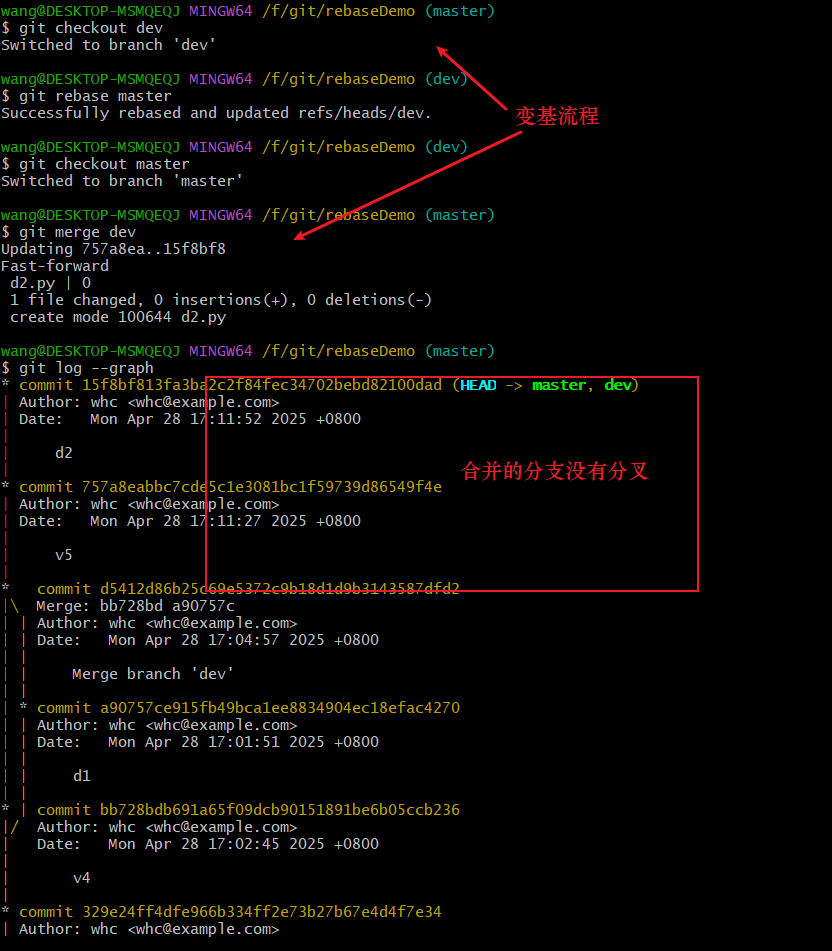 wang@DESKTOP-MSMQEQJ MINGW64 /f/git/rebaseDemo (master)
$ git checkout dev
Switched to branch 'dev'
wang@DESKTOP-MSMQEQJ MINGW64 /f/git/rebaseDemo (dev)
$ git rebase master
Successfully rebased and updated refs/heads/dev.
变基流程
wang@DESKTOP-MSMQEQJ MINGW64 /f/git/rebaseDemo (dev)
$ git checkout master
Switched to branch 'master'
wang@DESKTOP-MSMQEQJ MINGW64 /f/git/rebaseDemo (master)
$ git merge dev
Updating 757a8ea..15f8bf8
Fast-forward
 d2.py | 0
 1 file changed, 0 insertions(+), 0 deletions(-)
 create mode 100644 d2.py
wang@DESKTOP-MSMQEQJ MINGW64 /f/git/rebaseDemo (master)
$ git log --graph
* commit 15f8bf813fa3ba2c2f84fec34702bebd82100dad (HEAD -> master, dev)
| Author: whc <whc@example.com>
| Date:   Mon Apr 28 17:11:52 2025 +0800
|
|     d2
|
合并的分支没有分叉
* commit 757a8eabbc7cde5c1e3081bc1f59739d86549f4e
| Author: whc <whc@example.com>
| Date:   Mon Apr 28 17:11:27 2025 +0800
|
|     v5
|
*   commit d5412d86b25c69e5372c9b18d1d9b3143587dfd2
|\  Merge: bb728bd a90757c
| | Author: whc <whc@example.com>
| | Date:   Mon Apr 28 17:04:57 2025 +0800
| |
| |     Merge branch 'dev'
| |
| * commit a90757ce915fb49bca1ee8834904ec18efac4270
| | Author: whc <whc@example.com>
| | Date:   Mon Apr 28 17:01:51 2025 +0800
| |
| |     d1
| |
* | commit bb728bdb691a65f09dcb90151891be6b05ccb236
|/  Author: whc <whc@example.com>
|   Date:   Mon Apr 28 17:02:45 2025 +0800
|
|       v4
|
* commit 329e24ff4dfe966b334ff2e73b27b67e4d4f7e34
| Author: whc <whc@example.com>